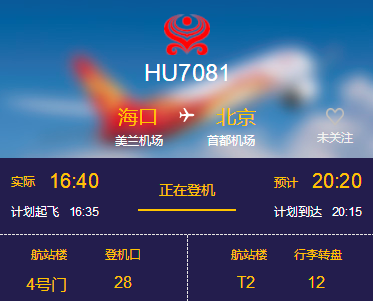 HU7081
海口 北京
美兰机场 首都机场
未关注
实际 16:40 正在登机 预计 20:20
计划起飞 16:35 计划到达 20:15
航站楼 登机口 航站楼 行李转盘
4号门 28 T2 12